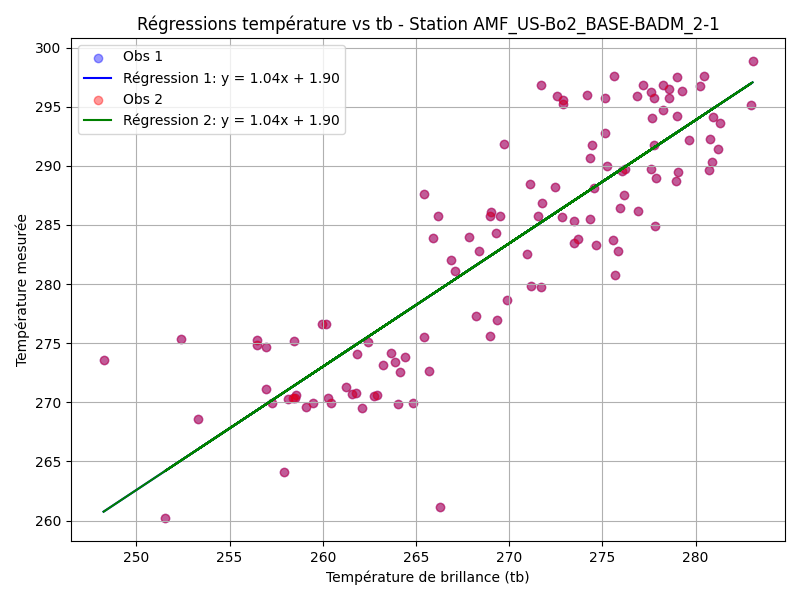 Régressions température vs tb - Station AMF_US-Bo2_BASE-BADM_2-1
Obs 1
Régression 1: y = 1.04x + 1.90
Obs 2
Régression 2: y = 1.04x + 1.90
Température mesurée
300
295
290
285
280
275
270
265
260
250
255
260
265
270
275
280
Température de brillance (tb)